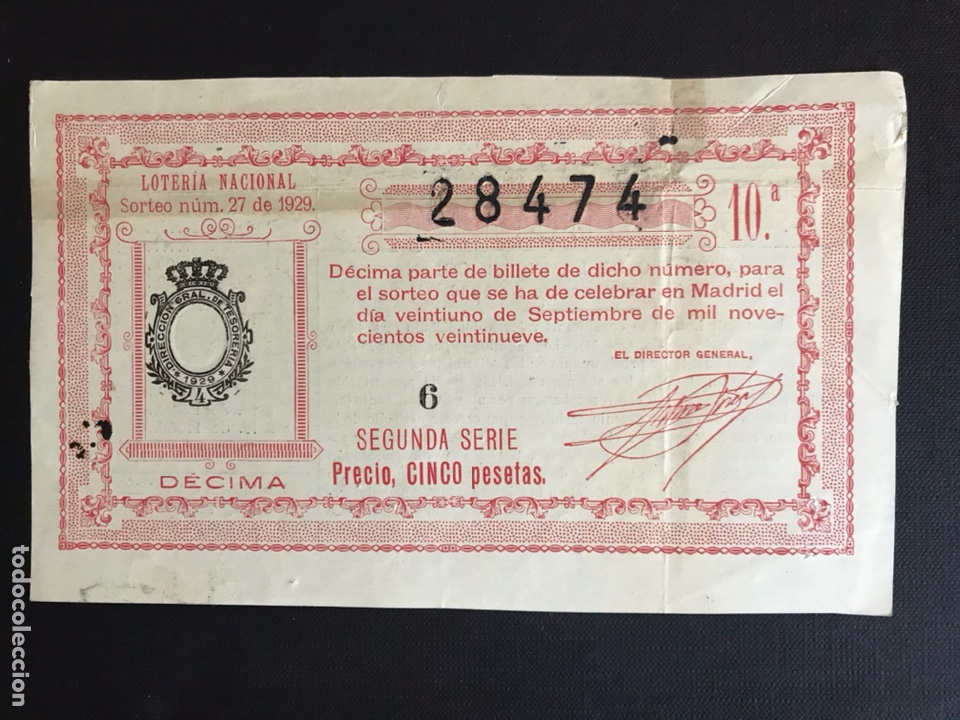 LOTERÍA NACIONAL
Sorteo núm. 27 de 1929.
28474
10.ª
Décima parte de billete de dicho número, para
el sorteo que se ha de celebrar en Madrid el
día veintiuno de Septiembre de mil nove-
cientos veintinueve.
EL DIRECTOR GENERAL,
DIRECCION GRAL. DE TESORERIA
1929
4
6
SEGUNDA SERIE
Precio, CINCO pesetas.
DÉCIMA
todocoleccion